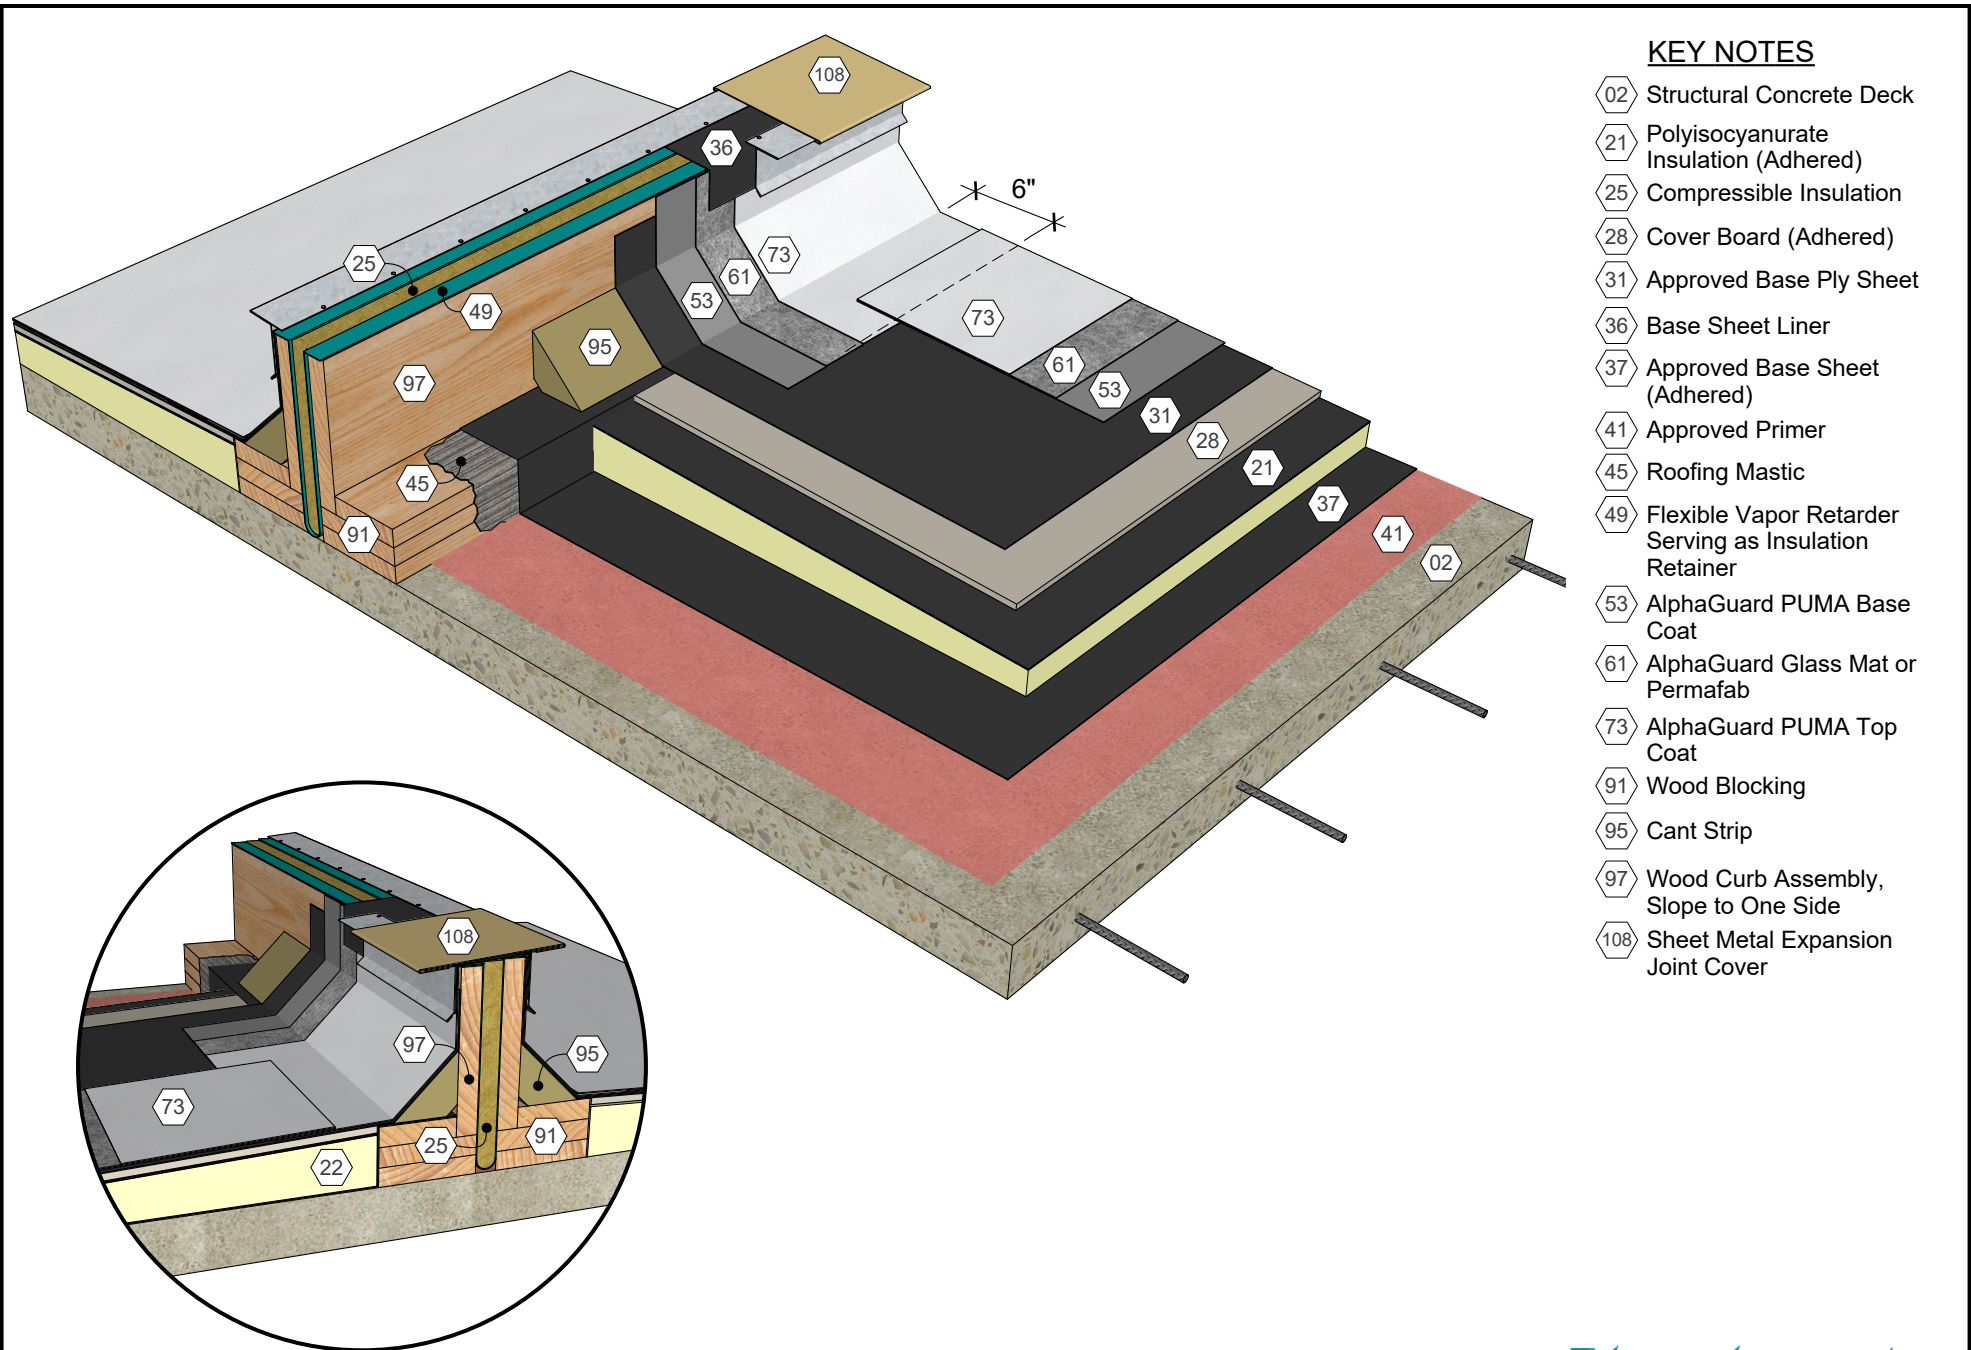 108
36
6"
25
73
61
49
53
73
95
97
61
53
31
28
21
45
37
91
41
02
KEY NOTES
02 Structural Concrete Deck
21 Polyisocyanurate
Insulation (Adhered)
25 Compressible Insulation
28 Cover Board (Adhered)
31 Approved Base Ply Sheet
36 Base Sheet Liner
37 Approved Base Sheet
(Adhered)
41 Approved Primer
45 Roofing Mastic
49 Flexible Vapor Retarder
Serving as Insulation
Retainer
53 AlphaGuard PUMA Base
Coat
61 AlphaGuard Glass Mat or
Permafab
73 AlphaGuard PUMA Top
Coat
91 Wood Blocking
95 Cant Strip
97 Wood Curb Assembly,
Slope to One Side
108 Sheet Metal Expansion
Joint Cover
108
97
95
73
25
91
22